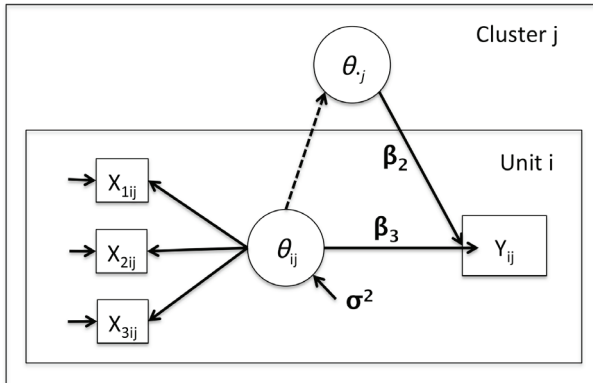 Cluster j
θ.j
Unit i
β2
X1ij
β3
X2ij
θij
Yij
σ²
X3ij